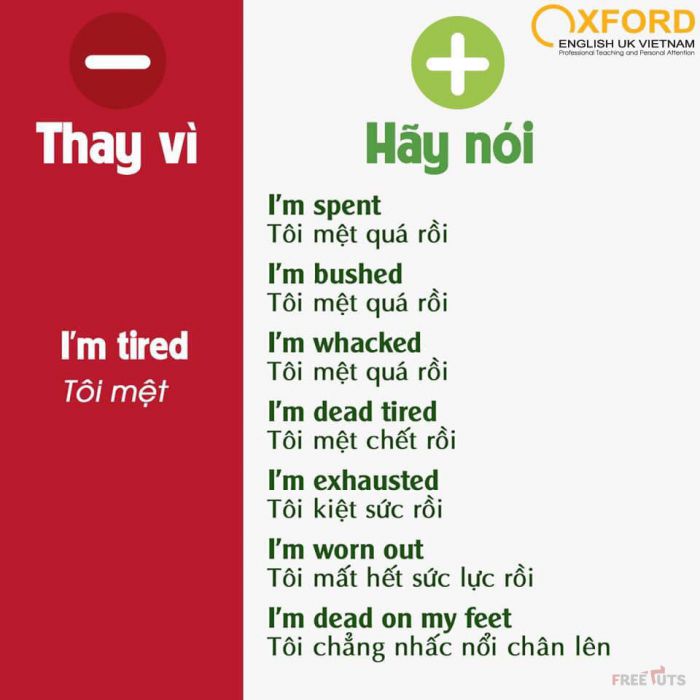 OXFORD
ENGLISH UK VIETNAM
Professional Teaching and Personal Attention
Thay vì
Hãy nói
I'm tired
Tôi mệt
I'm spent
Tôi mệt quá rồi
I'm bushed
Tôi mệt quá rồi
I'm whacked
Tôi mệt quá rồi
I'm dead tired
Tôi mệt chết rồi
I'm exhausted
Tôi kiệt sức rồi
I'm worn out
Tôi mất hết sức lực rồi
I'm dead on my feet
Tôi chẳng nhấc nổi chân lên
FREETUTS